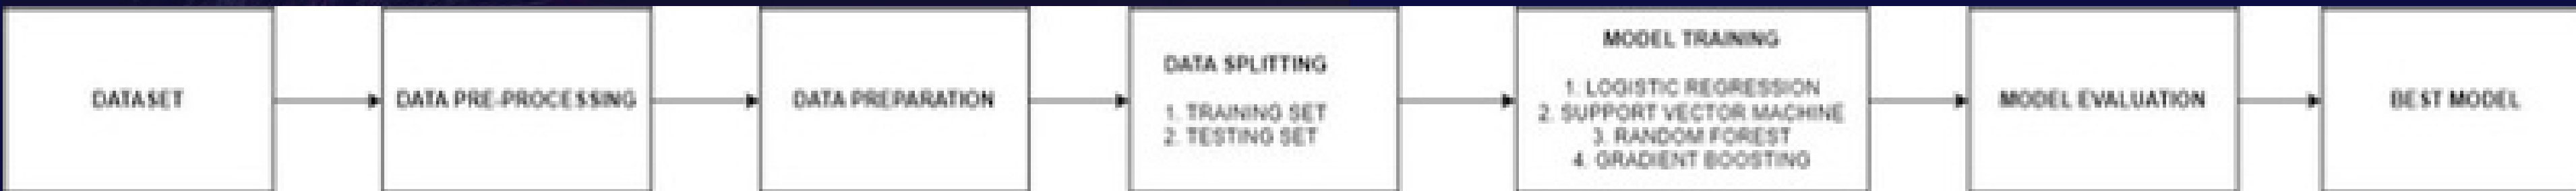 DATASET
DATA PRE-PROCESSING
DATA PREPARATION
DATA SPLITTING
1. TRAINING SET
2. TESTING SET
MODEL TRAINING
1. LOGISTIC REGRESSION
2. SUPPORT VECTOR MACHINE
3. RANDOM FOREST
4. GRADIENT BOOSTING
MODEL EVALUATION
BEST MODEL